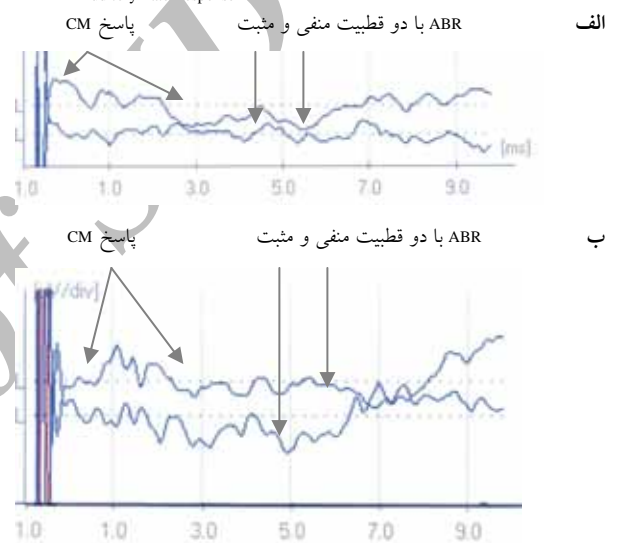 الف ABR با دو قطبیت منفی و مثبت پاسخ CM
[ms]
1.0 1.0 3.0 5.0 7.0 9.0
ب ABR با دو قطبیت منفی و مثبت پاسخ CM
V/div]
1.0 1.0 3.0 5.0 7.0 9.0